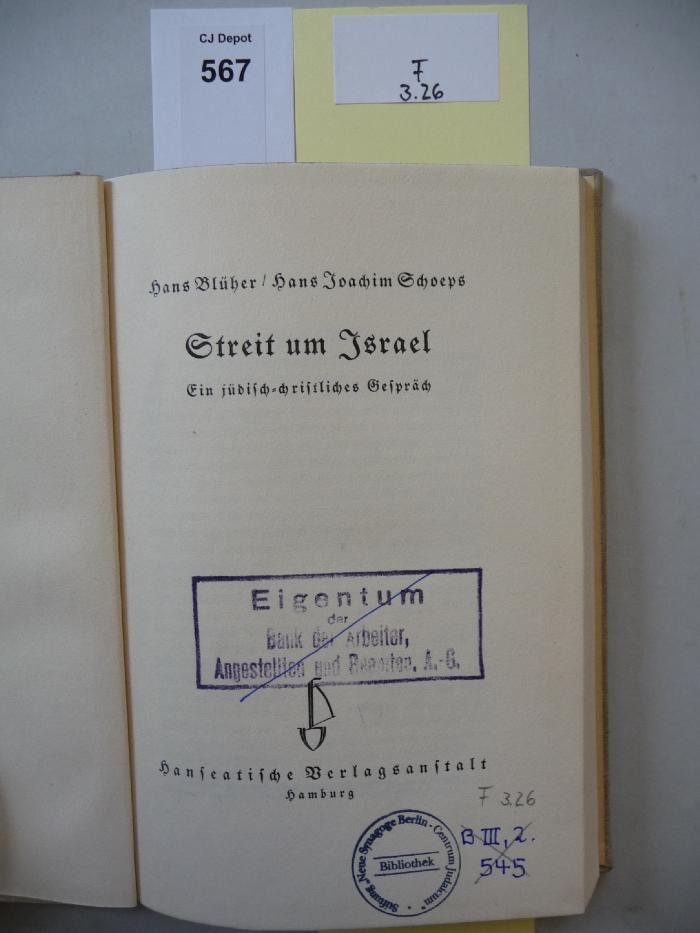 CJ Depot
567
F
3.26
Hans Blüher / Hans Joachim Schoeps
Streit um Israel
Ein jüdisch-christliches Gespräch
Eigentum
der
Bank der Arbeiter,
Angestellten und Beamten, A.-G.
Hanseatische Verlagsanstalt
Hamburg
F 3.26
B III, 2.
545
Stiftung „Neue Synagoge Berlin - Centrum Judaicum"
Bibliothek